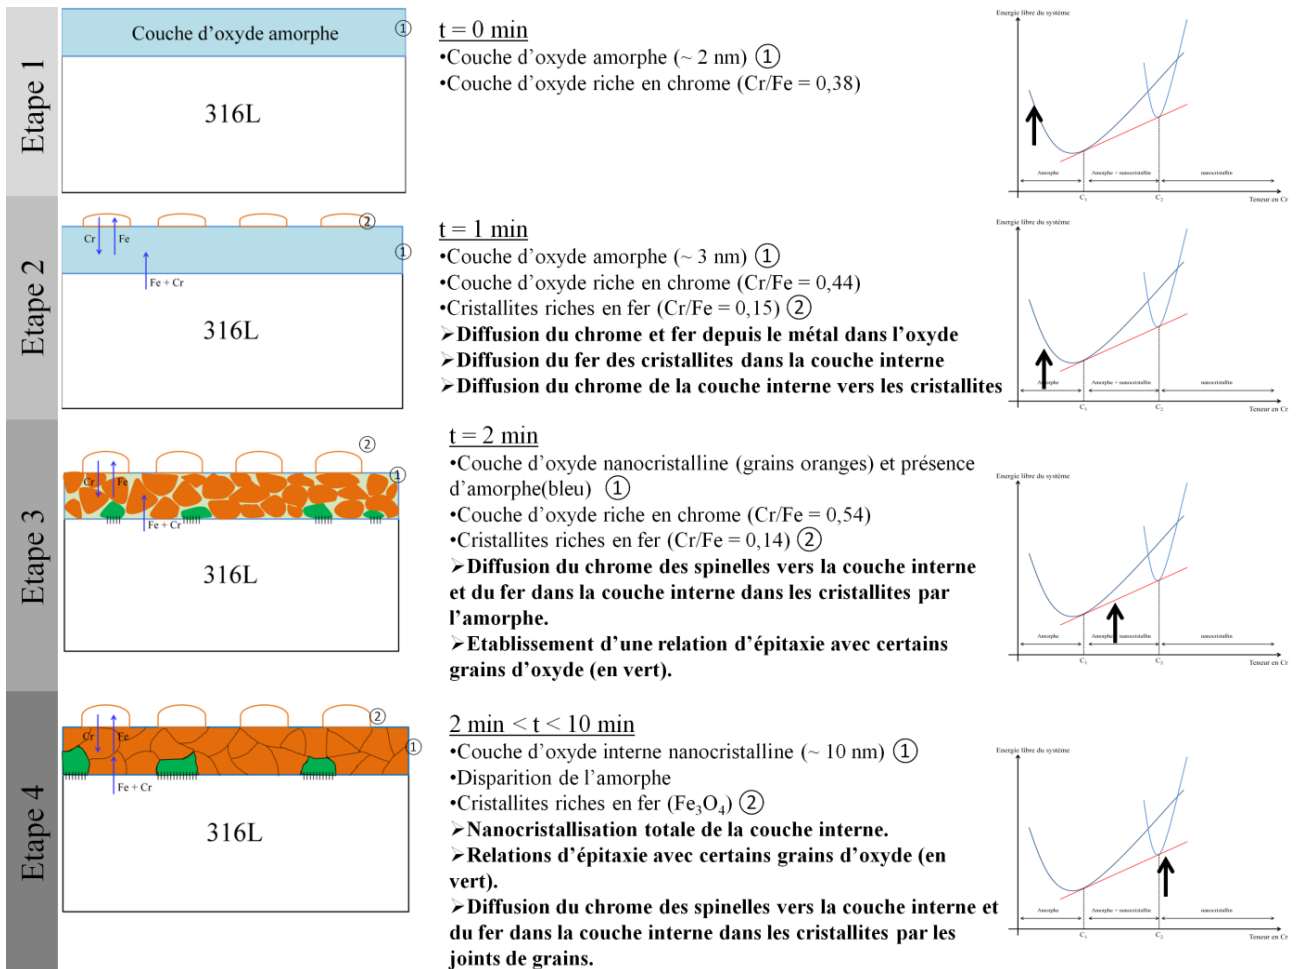 Etape 1
Couche d'oxyde amorphe
①
316L
t = 0 min
•Couche d'oxyde amorphe (~ 2 nm) ①
•Couche d'oxyde riche en chrome (Cr/Fe = 0,38)
Energie libre du système
Amorphe
Amorphe + nanocristallin
nanocristallin
C1
C2
Teneur en Cr
Etape 2
②
Cr
Fe
①
Fe + Cr
316L
t = 1 min
•Couche d'oxyde amorphe (~ 3 nm) ①
•Couche d'oxyde riche en chrome (Cr/Fe = 0,44)
•Cristallites riches en fer (Cr/Fe = 0,15) ②
➢Diffusion du chrome et fer depuis le métal dans l'oxyde
➢Diffusion du fer des cristallites dans la couche interne
➢Diffusion du chrome de la couche interne vers les cristallites
Energie libre du système
Amorphe
Amorphe + nanocristallin
nanocristallin
C1
C2
Teneur en Cr
Etape 3
②
①
Cr
Fe
Fe + Cr
316L
t = 2 min
•Couche d'oxyde nanocristalline (grains oranges) et présence
d'amorphe(bleu) ①
•Couche d'oxyde riche en chrome (Cr/Fe = 0,54)
•Cristallites riches en fer (Cr/Fe = 0,14) ②
➢Diffusion du chrome des spinelles vers la couche interne
et du fer dans la couche interne dans les cristallites par
l'amorphe.
➢Etablissement d'une relation d'épitaxie avec certains
grains d'oxyde (en vert).
Energie libre du système
Amorphe
Amorphe + nanocristallin
nanocristallin
C1
C2
Teneur en Cr
Etape 4
②
Cr
Fe
①
Fe + Cr
316L
2 min < t < 10 min
•Couche d'oxyde interne nanocristalline (~ 10 nm) ①
•Disparition de l'amorphe
•Cristallites riches en fer (Fe3O4) ②
➢Nanocristallisation totale de la couche interne.
➢Relations d'épitaxie avec certains grains d'oxyde (en
vert).
➢Diffusion du chrome des spinelles vers la couche interne et
du fer dans la couche interne dans les cristallites par les
joints de grains.
Energie libre du système
Amorphe
Amorphe + nanocristallin
nanocristallin
C1
C2
Teneur en Cr